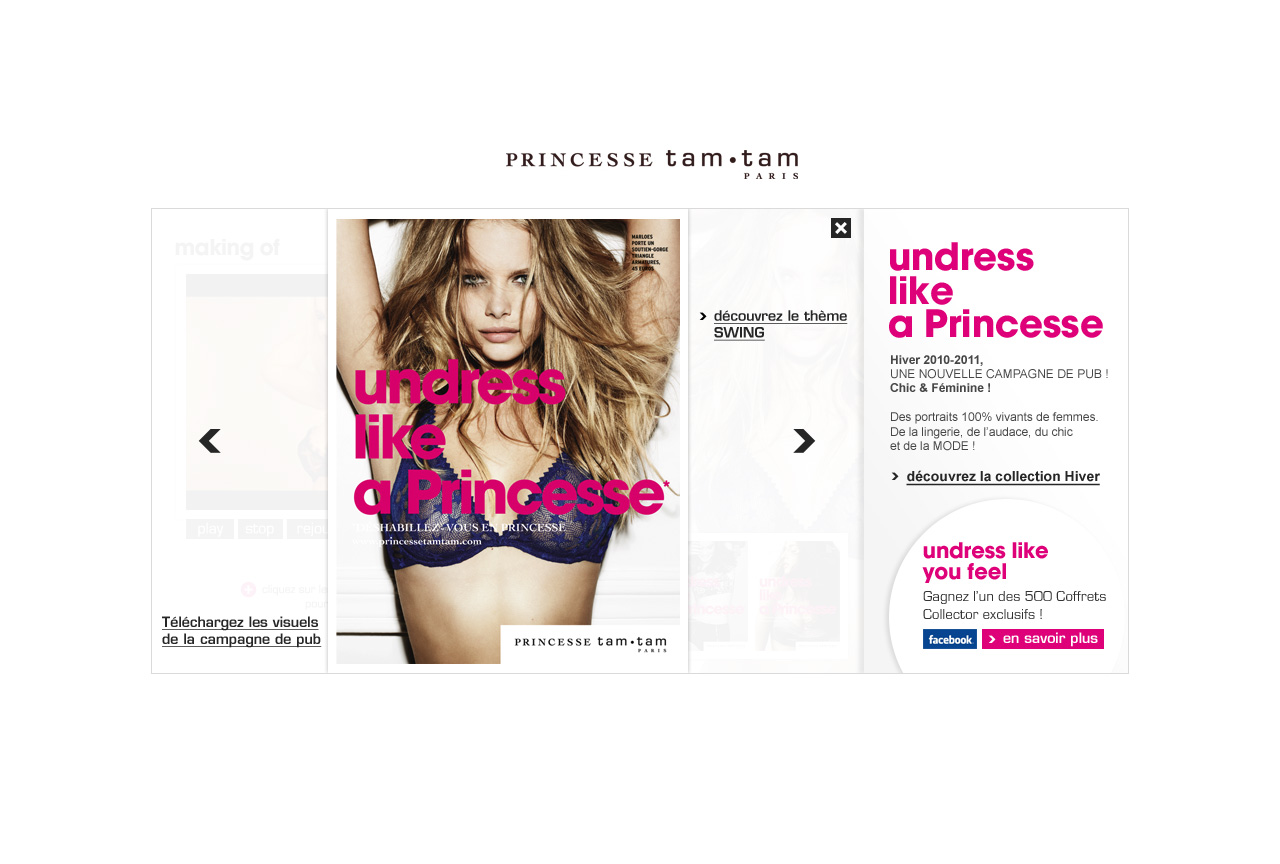 PRINCESSE tam•tam
PARIS
making of
play stop
cliquez sur le
Téléchargez les visuels
de la campagne de pub
MARLOES
PORTE UN
SOUTIEN-GORGE
TRIANGLE
ARMATURES,
45 EUROS
undress
like
a Princesse*
HABILLEZ-VOUS EN PRINCESSE
www.princessetamtam.com
PRINCESSE tam•tam
PARIS
découvrez le thème
SWING
undress
like
a Princesse
Hiver 2010-2011,
UNE NOUVELLE CAMPAGNE DE PUB !
Chic & Féminine !
Des portraits 100% vivants de femmes.
De la lingerie, de l'audace, du chic
et de la MODE !
découvrez la collection Hiver
undress like
you feel
Gagnez l'un des 500 Coffrets
Collector exclusifs !
facebook en savoir plus